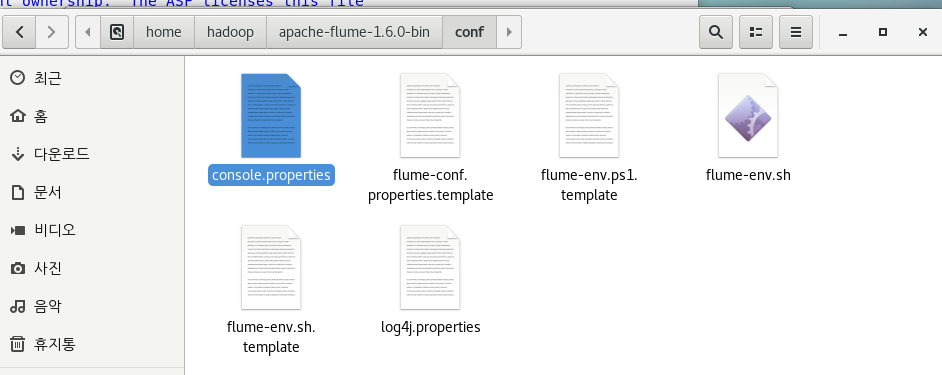 nt ownership.  The ASF licenses this file
home hadoop apache-flume-1.6.0-bin conf
최근
홈
다운로드
문서
비디오
사진
음악
휴지통
console.properties
flume-conf.
properties.template
flume-env.ps1.
template
flume-env.sh
flume-env.sh.
template
log4j.properties